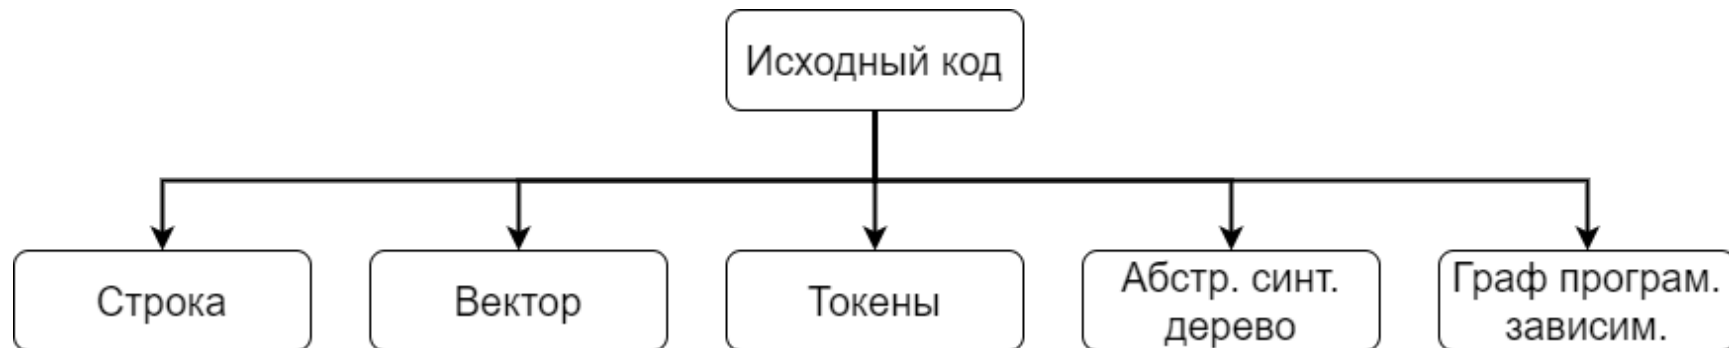 Исходный код
Строка
Вектор
Токены
Абстр. синт.
дерево
Граф програм.
зависим.